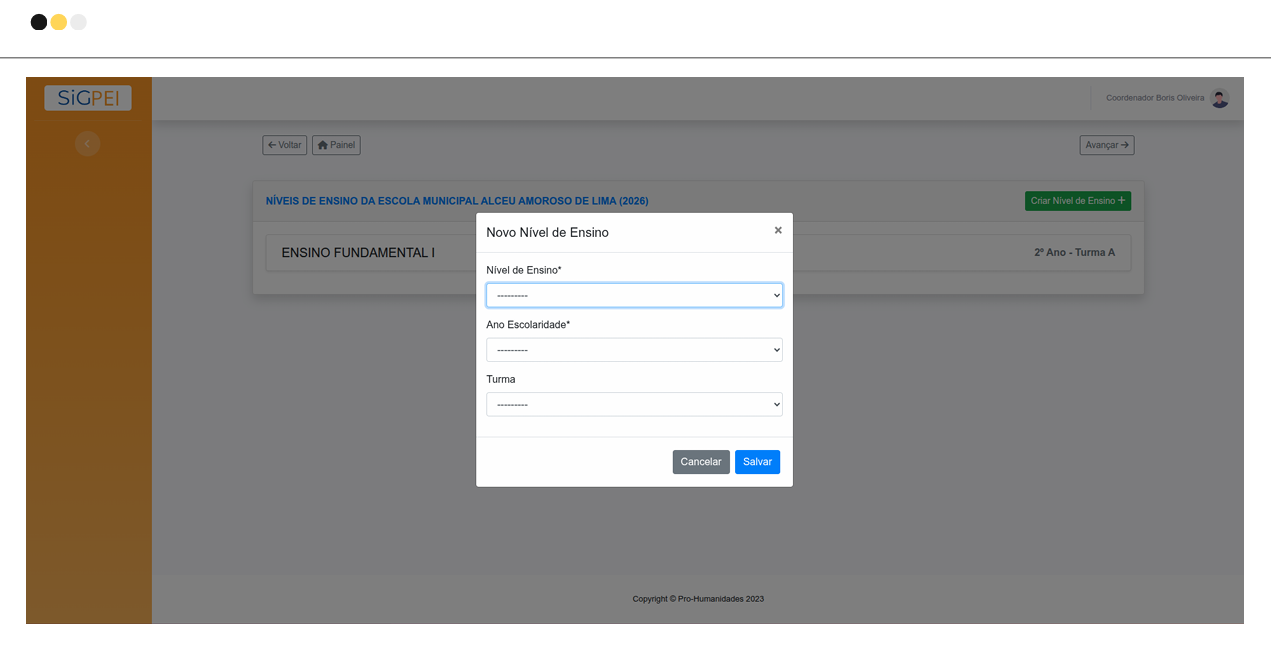 SiGPEI
Coordenador Boris Oliveira
Voltar
Painel
Avançar
NÍVEIS DE ENSINO DA ESCOLA MUNICIPAL ALCEU AMOROSO DE LIMA (2026)
Criar Nível de Ensino +
Novo Nível de Ensino
×
ENSINO FUNDAMENTAL I
2º Ano - Turma A
Nível de Ensino*
---------
Ano Escolaridade*
---------
Turma
---------
Cancelar
Salvar
Copyright © Pro-Humanidades 2023